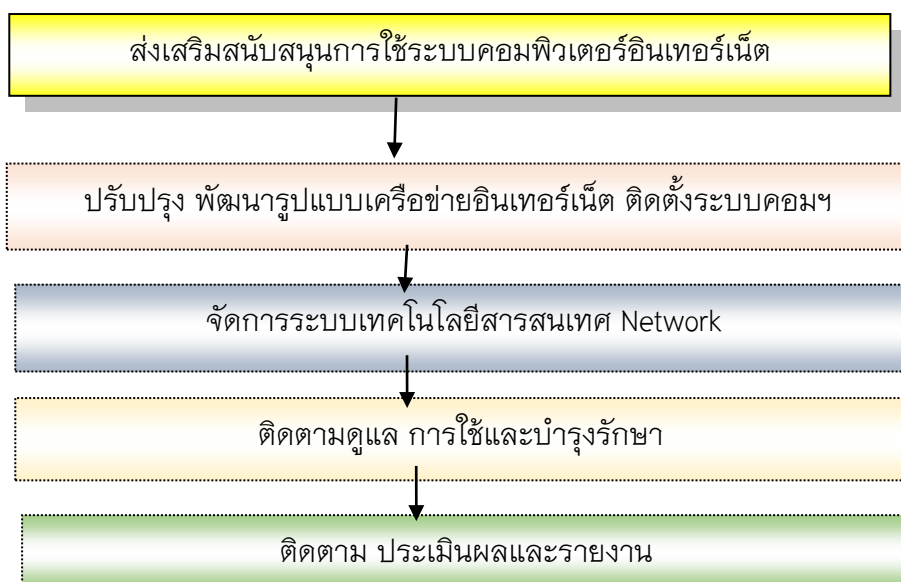 ส่งเสริมสนับสนุนการใช้ระบบคอมพิวเตอร์อินเทอร์เน็ต
ปรับปรุง พัฒนารูปแบบเครือข่ายอินเทอร์เน็ต ติดตั้งระบบคอมฯ
จัดการระบบเทคโนโลยีสารสนเทศ Network
ติดตามดูแล การใช้และบำรุงรักษา
ติดตาม ประเมินผลและรายงาน